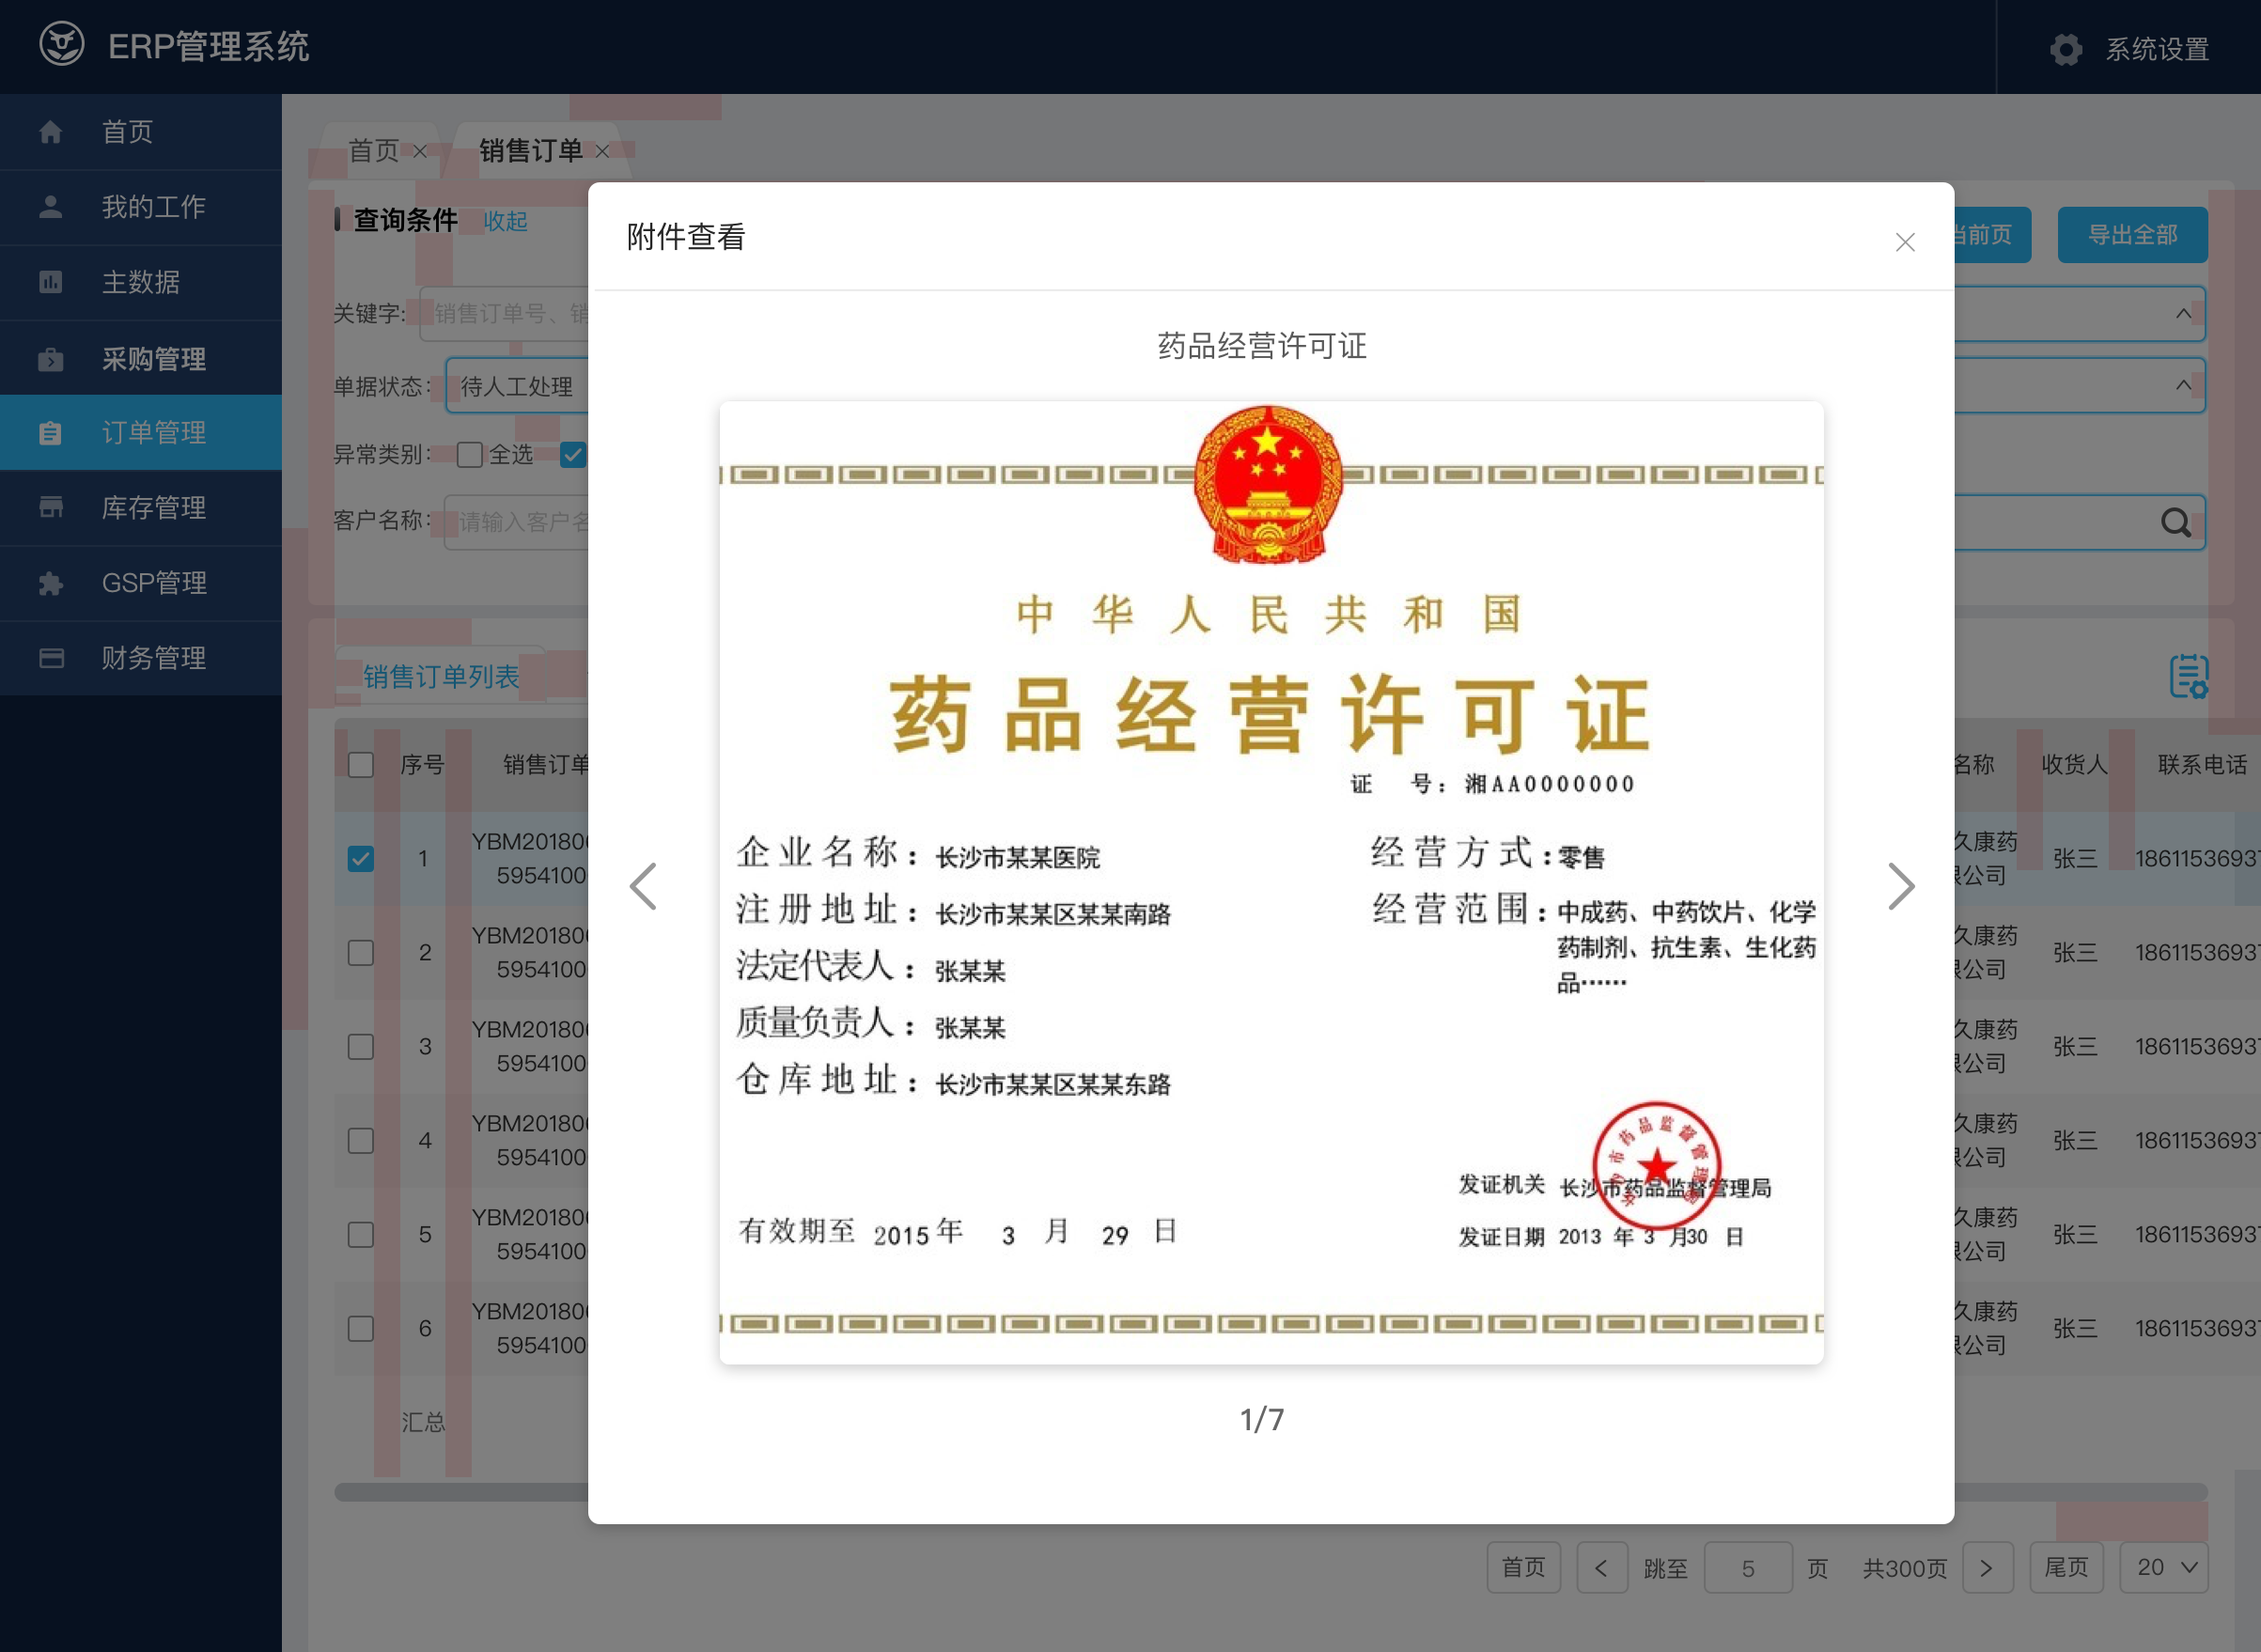 ERP管理系统
系统设置
首页
我的工作
主数据
采购管理
订单管理
库存管理
GSP管理
财务管理
首页
销售订单
查询条件 收起
当前页
导出全部
关键字:
销售订单号、销
单据状态:
待人工处理
异常类别:
全选
客户名称:
请输入客户名
销售订单列表
序号 销售订单 名称 收货人 联系电话
1 YBM20180 久康药 张三 1861153693
5954100 限公司
2 YBM20180 久康药 张三 1861153693
5954100 限公司
3 YBM20180 久康药 张三 1861153693
5954100 限公司
4 YBM20180 久康药 张三 1861153693
5954100 限公司
5 YBM20180 久康药 张三 1861153693
5954100 限公司
6 YBM20180 久康药 张三 1861153693
5954100 限公司
汇总
首页
跳至 5 页
共300页
尾页
20
附件查看
药品经营许可证
中华人民共和国
药品经营许可证
证 号：湘AA0000000
企业名称：长沙市某某医院
经营方式：零售
注册地址：长沙市某某区某某南路
经营范围：中成药、中药饮片、化学
药制剂、抗生素、生化药
品……
法定代表人：张某某
质量负责人：张某某
仓库地址：长沙市某某区某某东路
发证机关 长沙市药品监督管理局
长沙市药品监督管理局
有效期至 2015年 3 月 29 日
发证日期 2013 年 3 月30 日
1/7